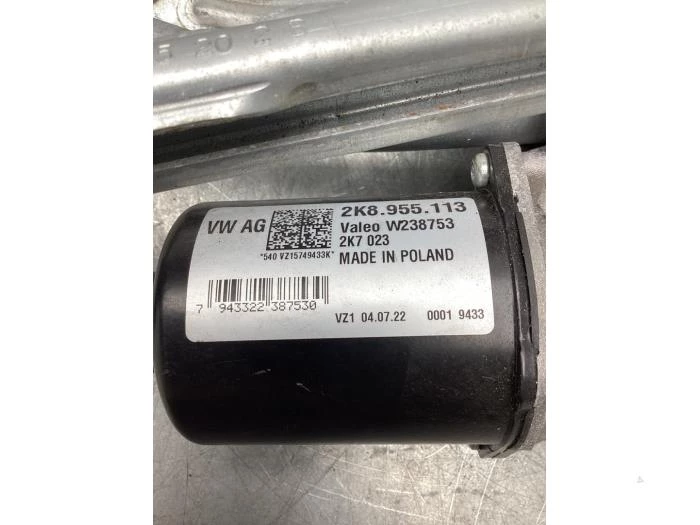 VW AG
2K8.955.113
Valeo W238753
2K7 023
*540 VZ15749433K*
MADE IN POLAND
7 943322 387530
VZ1 04.07.22 0001 9433